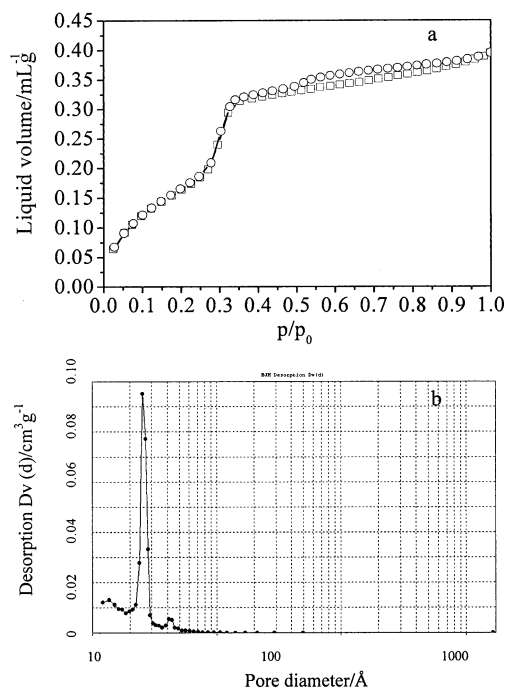 a
0.45
0.40
0.35
0.30
0.25
0.20
0.15
0.10
0.05
0.00
Liquid volume/mLg-1
0.0 0.1 0.2 0.3 0.4 0.5 0.6 0.7 0.8 0.9 1.0
p/p0
BJH Desorption Dv(d)
b
0.10
0.08
0.06
0.04
0.02
0
Desorption Dv (d)/cm3g-1
10 100 1000
Pore diameter/Å